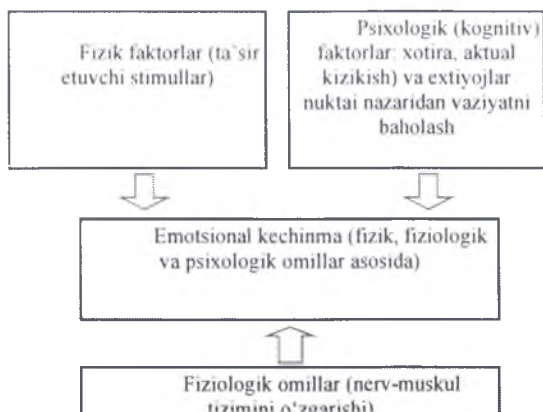 Fizik faktorlar (ta`sir
etuvchi stimullar)
Psixologik (kognitiv)
faktorlar: xotira, aktual
kizikish) va extiyojlar
nuktai nazaridan vaziyatni
baholash
Emotsional kechinma (fizik, fiziologik
va psixologik omillar asosida)
Fiziologik omillar (nerv-muskul
tizimini o‘zgarishi)